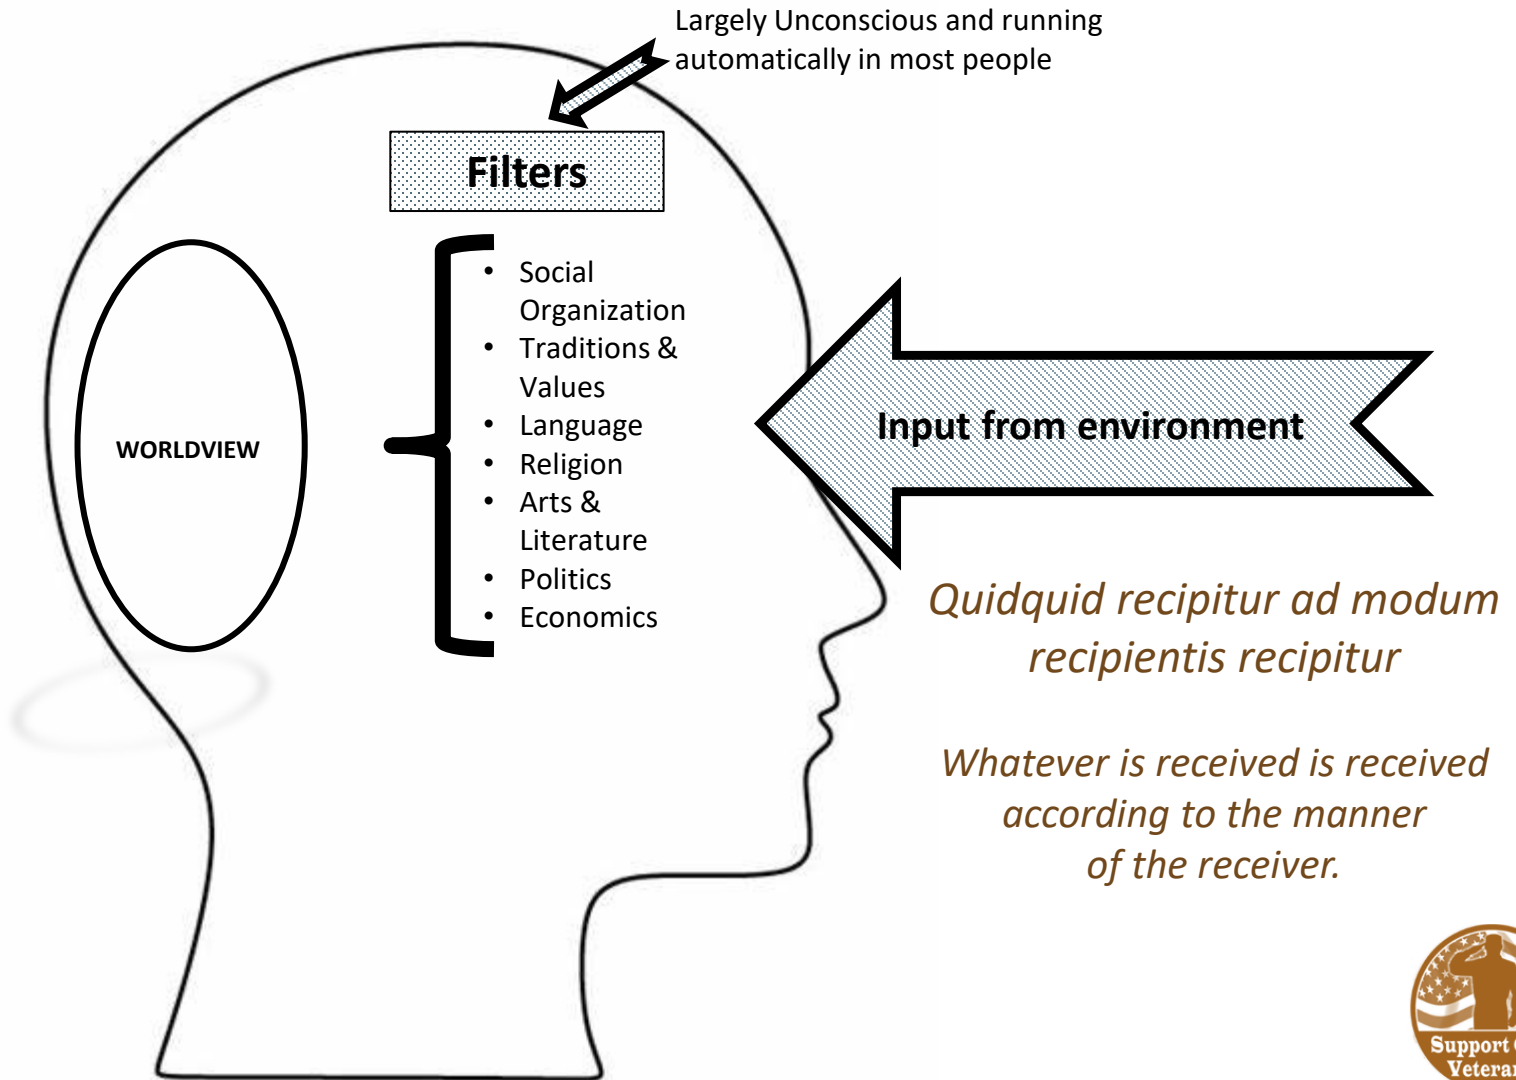 Largely Unconscious and running
automatically in most people
Filters
• Social
Organization
• Traditions &
Values
• Language
• Religion
• Arts &
Literature
• Politics
• Economics
WORLDVIEW
Input from environment
Quidquid recipitur ad modum
recipientis recipitur
Whatever is received is received
according to the manner
of the receiver.
Support